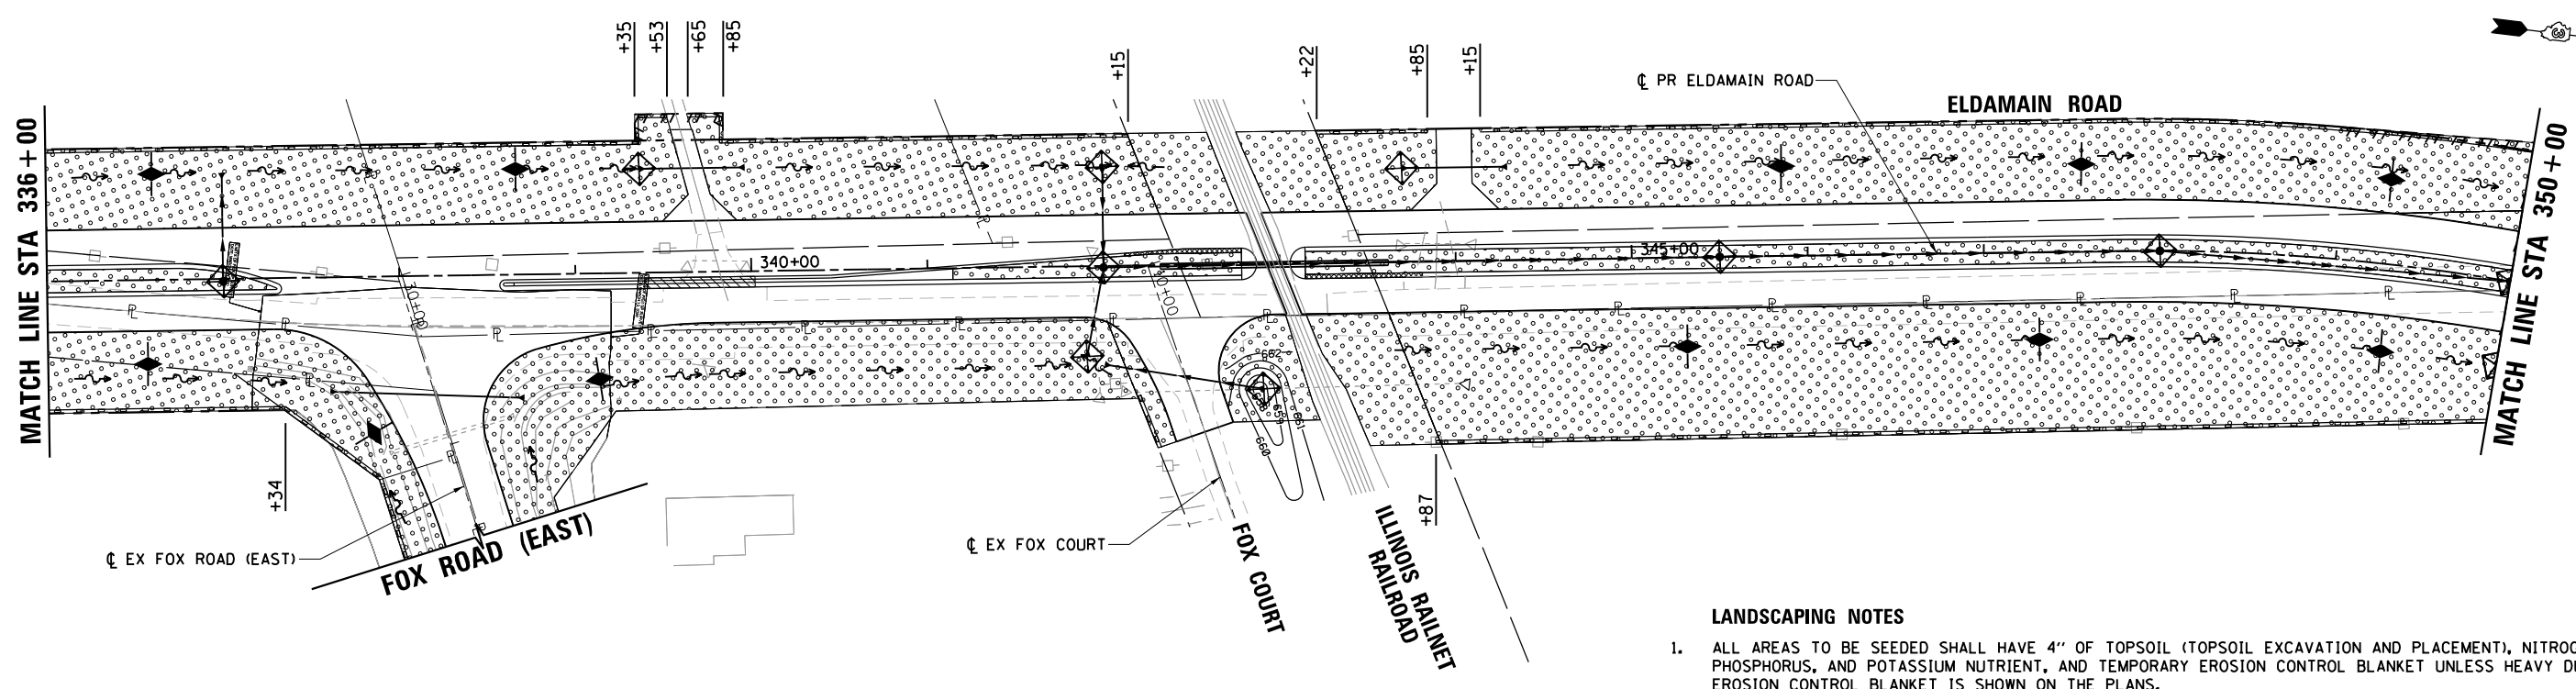 +35
+53
+65
+85
+15
+22
+85
+15
℄ PR ELDAMAIN ROAD
ELDAMAIN ROAD
MATCH LINE STA 336+00
MATCH LINE STA 350+00
340+00
345+00
662
661
660
659
+34
+87
℄ EX FOX ROAD (EAST)
FOX ROAD (EAST)
℄ EX FOX COURT
FOX COURT
ILLINOIS RAILNET
RAILROAD
LANDSCAPING NOTES
1. ALL AREAS TO BE SEEDED SHALL HAVE 4" OF TOPSOIL (TOPSOIL EXCAVATION AND PLACEMENT), NITROG
PHOSPHORUS, AND POTASSIUM NUTRIENT, AND TEMPORARY EROSION CONTROL BLANKET UNLESS HEAVY D
EROSION CONTROL BLANKET IS SHOWN ON THE PLANS.